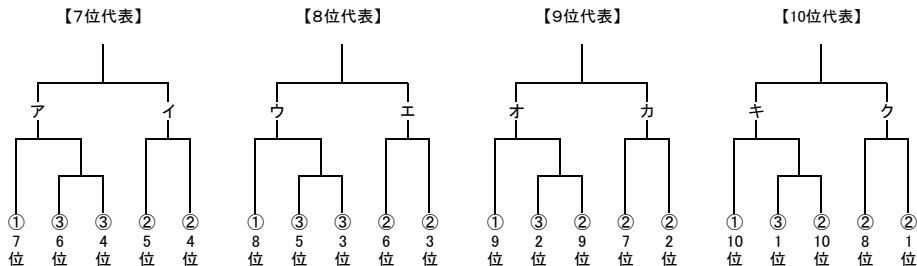 【7位代表】 【8位代表】 【9位代表】 【10位代表】
ア イ ウ エ オ カ キ ク
① ③ ③ ② ② ① ③ ③ ② ② ① ③ ② ② ② ① ③ ② ② ②
7 6 4 5 4 8 5 3 6 3 9 2 9 7 2 10 1 10 8 1
位 位 位 位 位 位 位 位 位 位 位 位 位 位 位 位 位 位 位 位